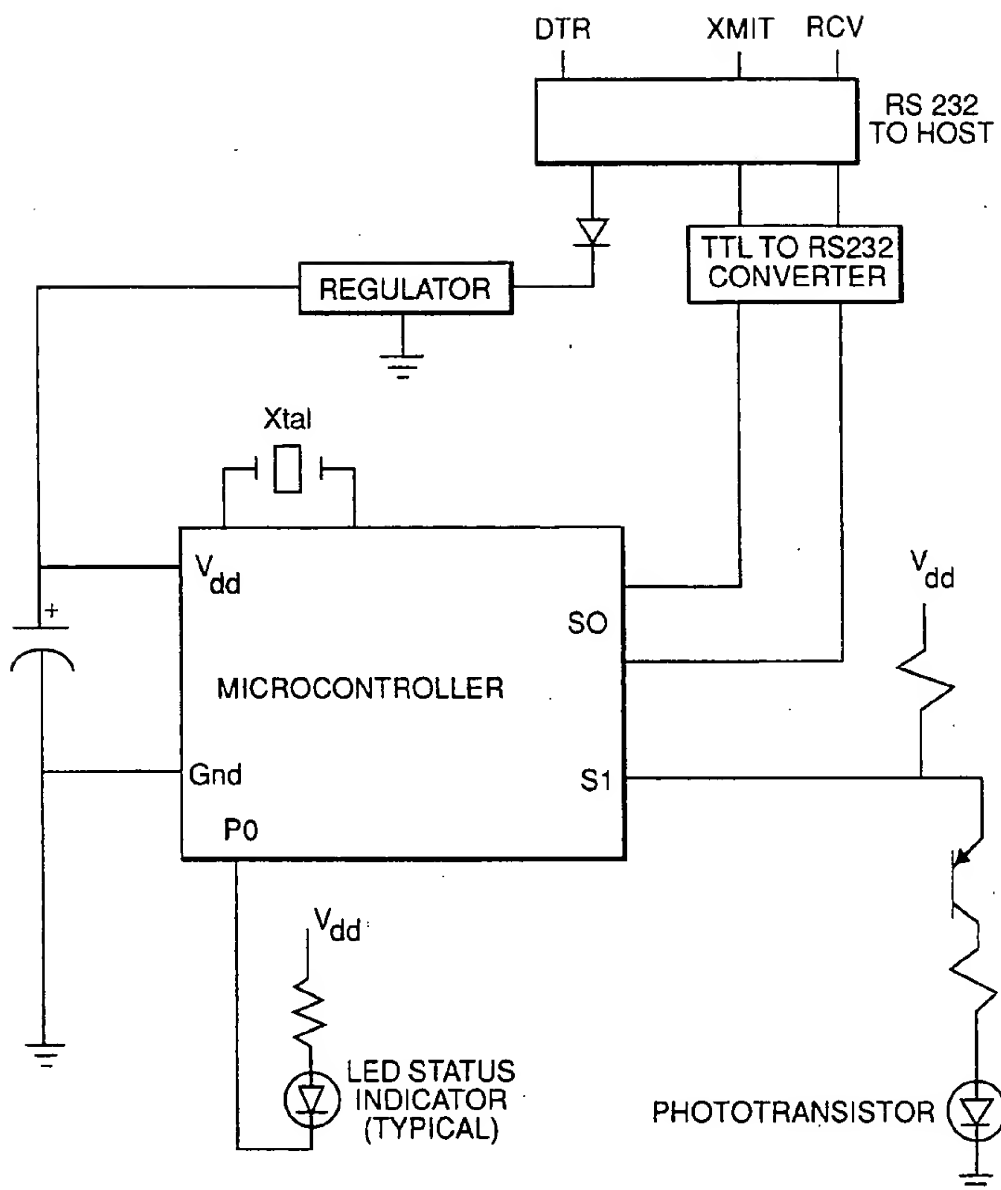 DTR XMIT RCV
RS 232
TO HOST
TTL TO RS232
CONVERTER
REGULATOR
Xtal
Vdd
Vdd
+
SO
MICROCONTROLLER
Gnd
S1
P0
Vdd
LED STATUS
INDICATOR
(TYPICAL)
PHOTOTRANSISTOR